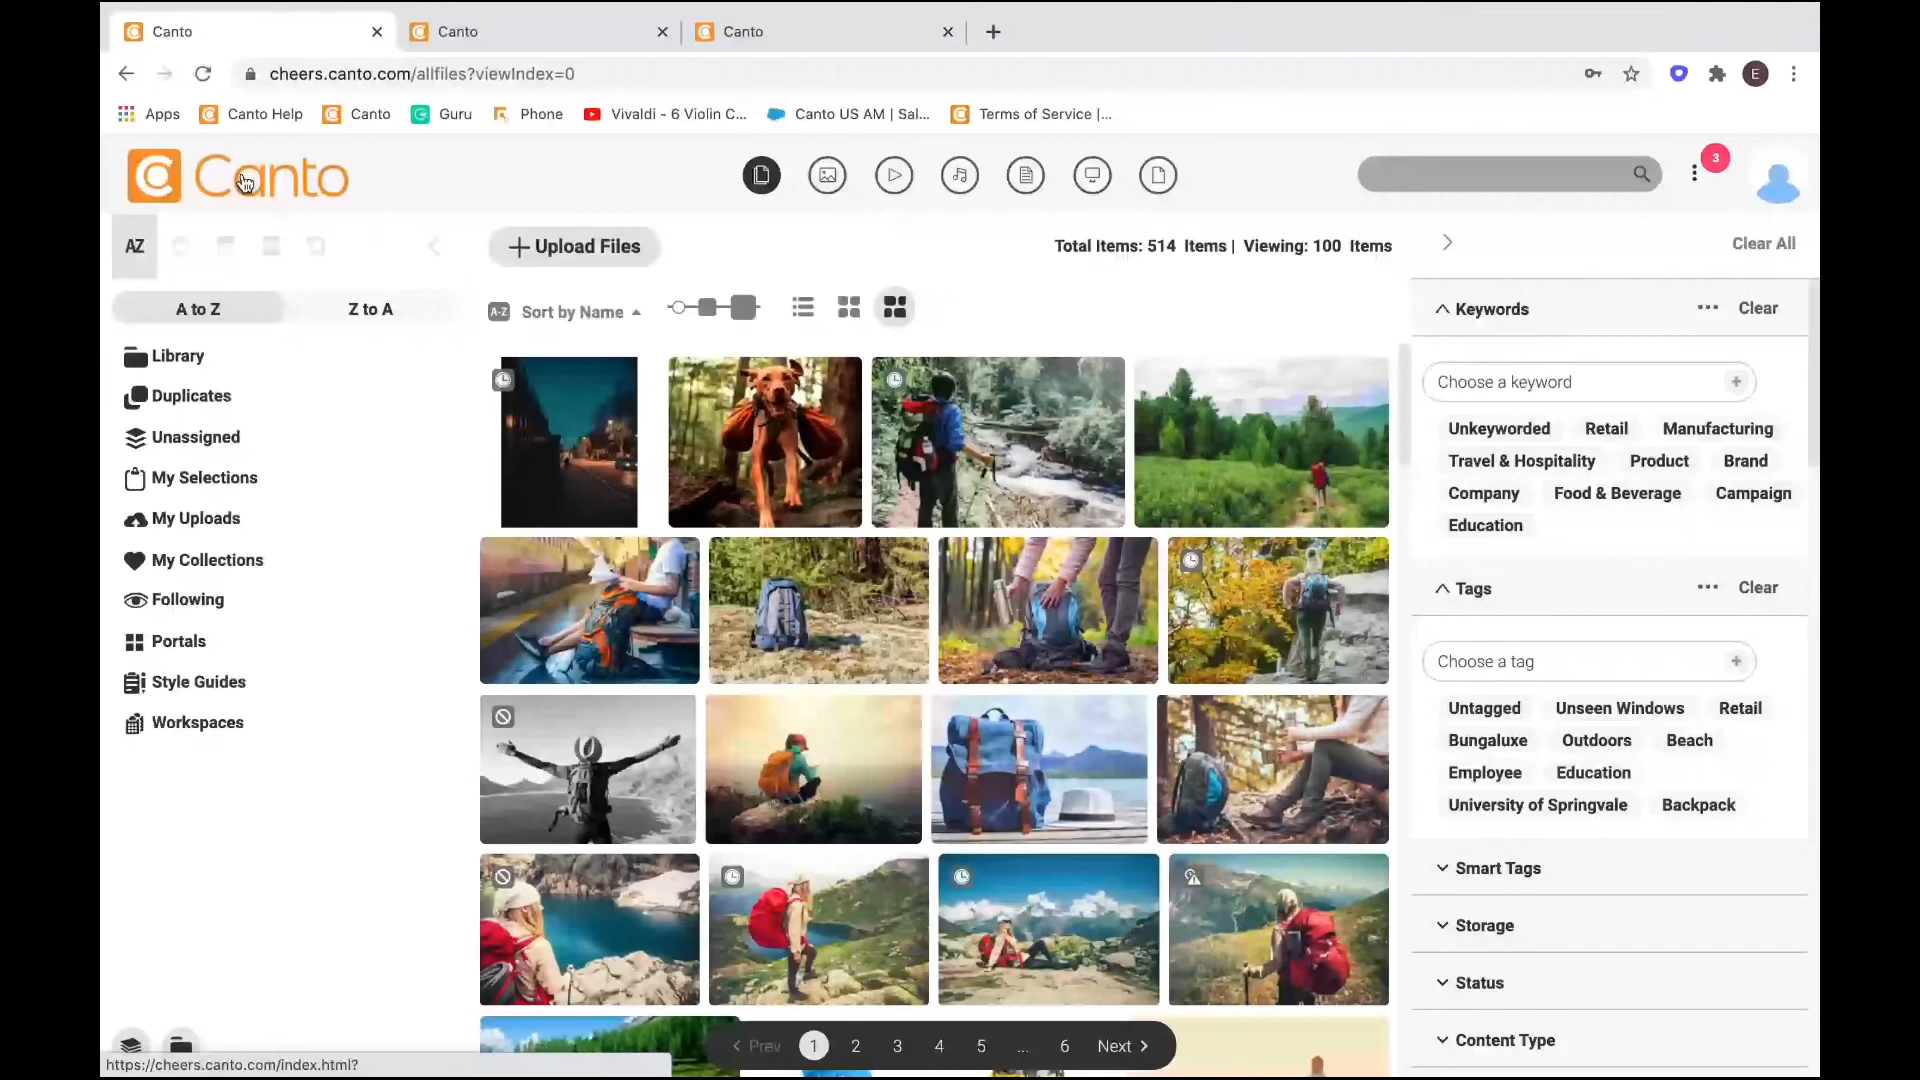 Canto
Canto
Canto
cheers.canto.com/allfiles?viewIndex=0
E
Apps
Canto Help
Canto
Guru
Phone
Vivaldi - 6 Violin C...
Canto US AM | Sal...
Terms of Service |...
Canto
3
AZ
Upload Files
Total Items: 514 Items | Viewing: 100 Items
Clear All
A to Z
Z to A
A-Z
Sort by Name
Library
Duplicates
Unassigned
My Selections
My Uploads
My Collections
Following
Portals
Style Guides
Workspaces
Keywords
Clear
Choose a keyword
Unkeyworded Retail Manufacturing
Travel & Hospitality Product Brand
Company Food & Beverage Campaign
Education
Tags
Clear
Choose a tag
Untagged Unseen Windows Retail
Bungaluxe Outdoors Beach
Employee Education
University of Springvale Backpack
Smart Tags
Storage
Status
Content Type
Prev 1 2 3 4 5 ... 6 Next
https://cheers.canto.com/index.html?